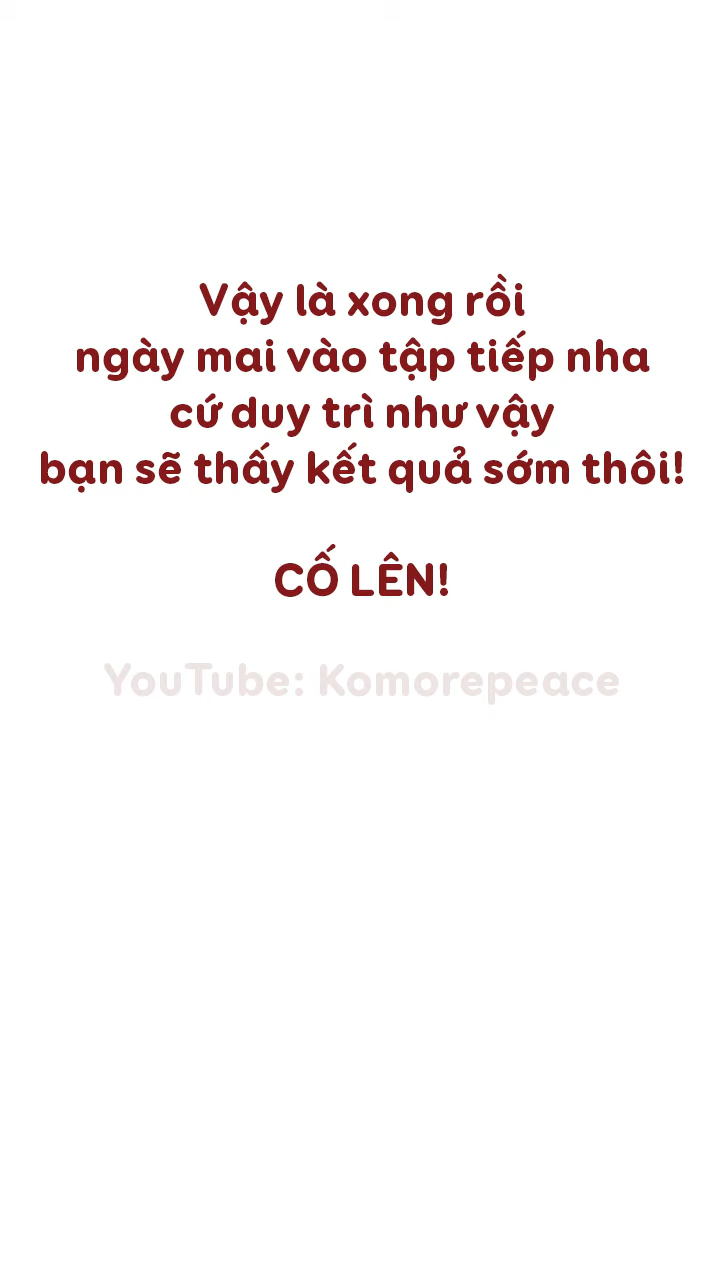 Vậy là xong rồi
ngày mai vào tập tiếp nha
cứ duy trì như vậy
bạn sẽ thấy kết quả sớm thôi!
CỐ LÊN!
YouTube: Komorepeace